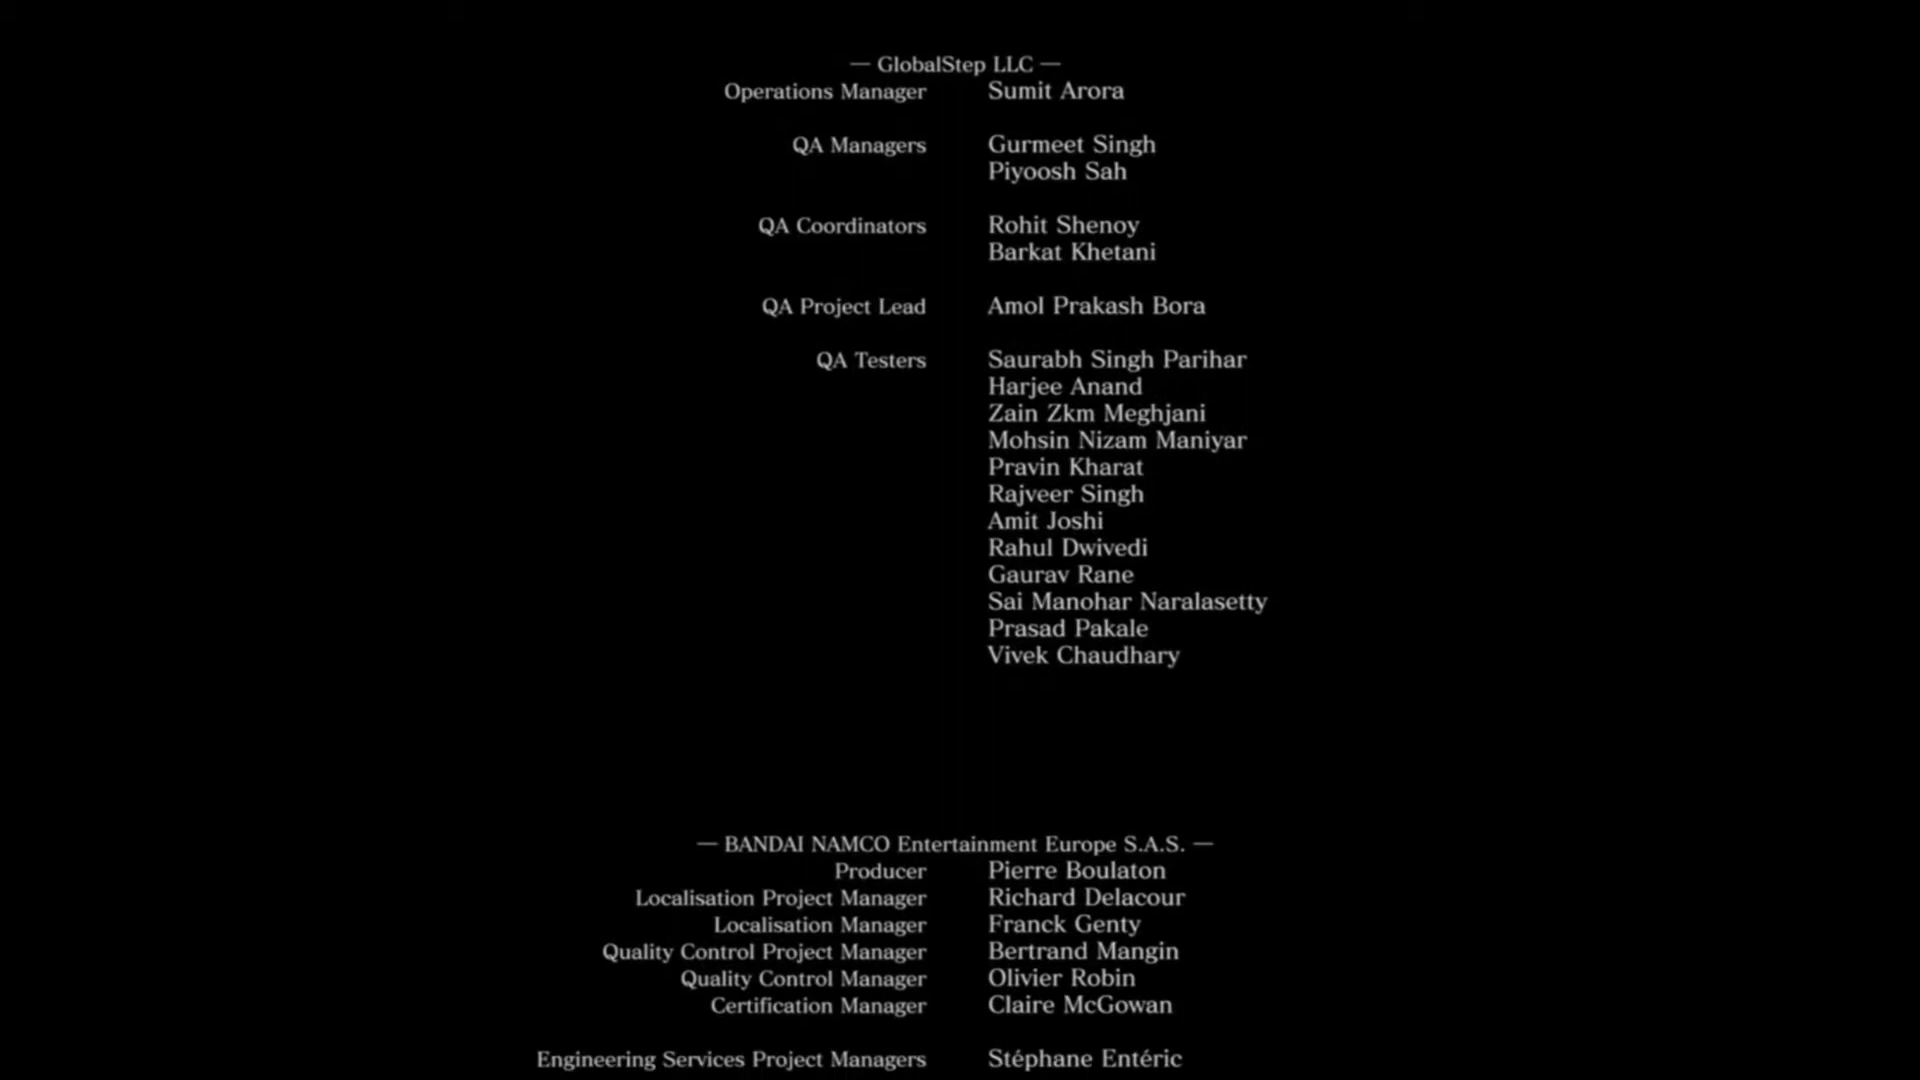 — GlobalStep LLC —
Operations Manager Sumit Arora
QA Managers Gurmeet Singh
Piyoosh Sah
QA Coordinators Rohit Shenoy
Barkat Khetani
QA Project Lead Amol Prakash Bora
QA Testers Saurabh Singh Parihar
Harjee Anand
Zain Zkm Meghjani
Mohsin Nizam Maniyar
Pravin Kharat
Rajveer Singh
Amit Joshi
Rahul Dwivedi
Gaurav Rane
Sai Manohar Naralasetty
Prasad Pakale
Vivek Chaudhary
— BANDAI NAMCO Entertainment Europe S.A.S. —
Producer Pierre Boulaton
Localisation Project Manager Richard Delacour
Localisation Manager Franck Genty
Quality Control Project Manager Bertrand Mangin
Quality Control Manager Olivier Robin
Certification Manager Claire McGowan
Engineering Services Project Managers Stéphane Entéric